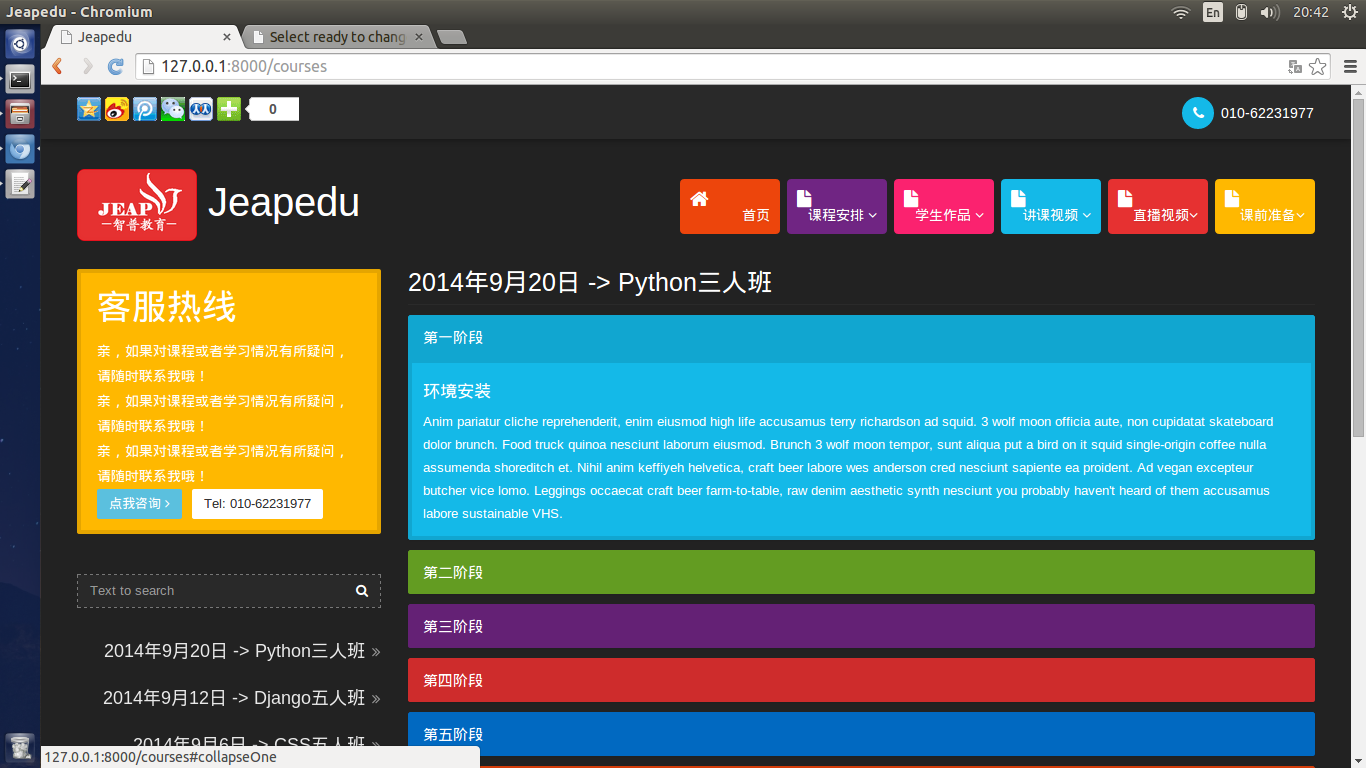 Jeapedu - Chromium
En
20:42
Jeapedu
Select ready to chang
127.0.0.1:8000/courses
0
010-62231977
JEAP
智普教育
Jeapedu
首页
课程安排
学生作品
讲课视频
直播视频
课前准备
客服热线
亲，如果对课程或者学习情况有所疑问，
请随时联系我哦！
亲，如果对课程或者学习情况有所疑问，
请随时联系我哦！
亲，如果对课程或者学习情况有所疑问，
请随时联系我哦！
点我咨询
Tel: 010-62231977
Text to search
2014年9月20日 -> Python三人班 »
2014年9月12日 -> Django五人班 »
2014年9月6日 -> CSS五人班 »
2014年9月20日 -> Python三人班
第一阶段
环境安装
Anim pariatur cliche reprehenderit, enim eiusmod high life accusamus terry richardson ad squid. 3 wolf moon officia aute, non cupidatat skateboard
dolor brunch. Food truck quinoa nesciunt laborum eiusmod. Brunch 3 wolf moon tempor, sunt aliqua put a bird on it squid single-origin coffee nulla
assumenda shoreditch et. Nihil anim keffiyeh helvetica, craft beer labore wes anderson cred nesciunt sapiente ea proident. Ad vegan excepteur
butcher vice lomo. Leggings occaecat craft beer farm-to-table, raw denim aesthetic synth nesciunt you probably haven't heard of them accusamus
labore sustainable VHS.
第二阶段
第三阶段
第四阶段
第五阶段
127.0.0.1:8000/courses#collapseOne